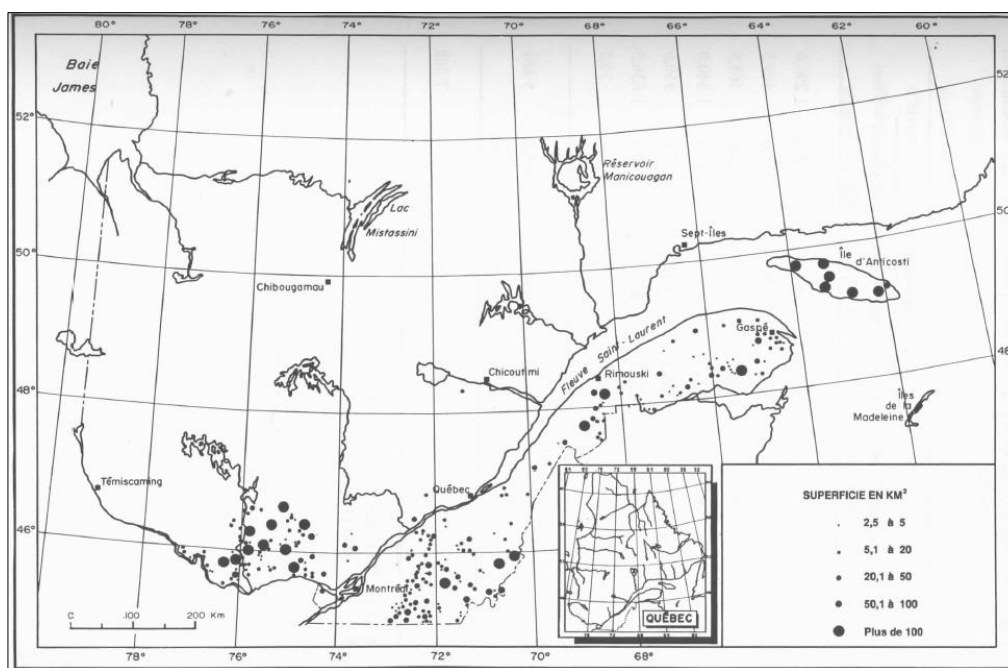 80° 78° 76° 74° 72° 70° 68° 66° 64° 62° 60°
Baie
James
52°
52°
Réservoir
Manicouagan
Lac
Mistassini
Sept-Îles
50°
50°
Île
d'Anticosti
Chibougamau
Gaspé
Fleuve Saint-Laurent
48°
48°
Chicoutimi
Rimouski
Îles
de la
Madeleine
Témiscaming
Québec
46°
46°
Montréal
0 100 200 Km
QUÉBEC
SUPERFICIE EN KM²
2,5 à 5
5,1 à 20
20,1 à 50
50,1 à 100
Plus de 100
78° 76° 74° 72° 70° 68° 66°